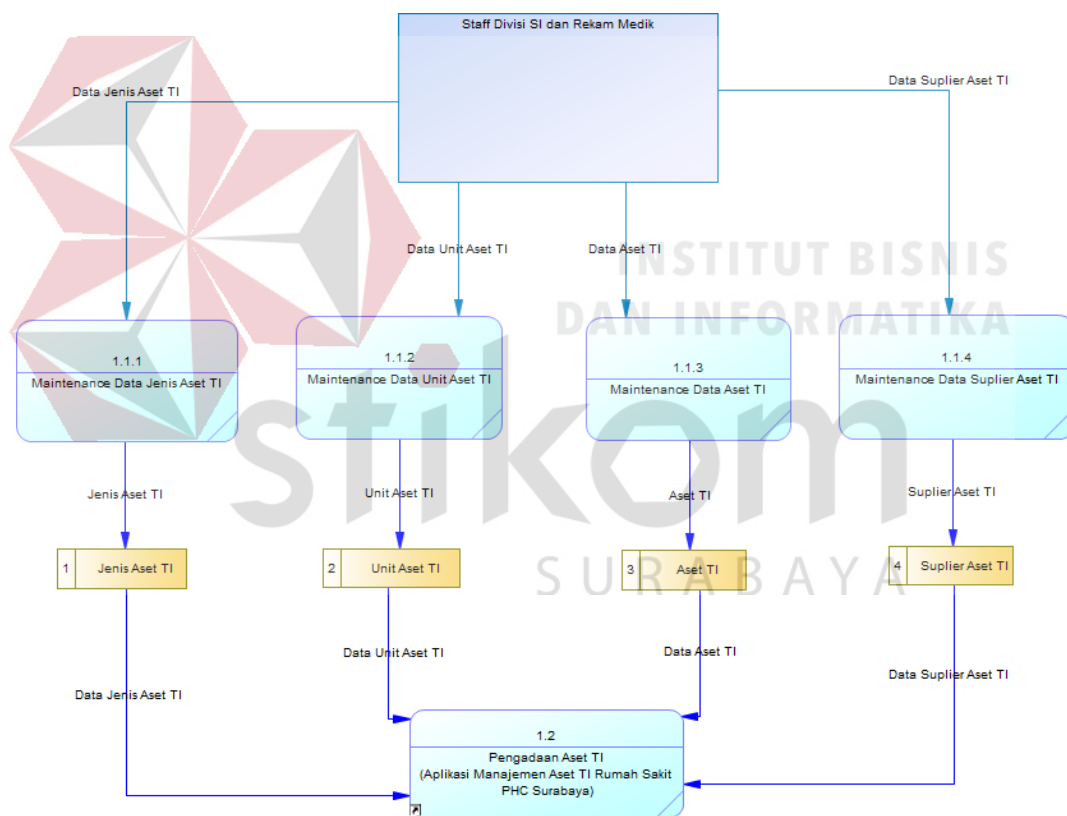 Staff Divisi SI dan Rekam Medik
Data Jenis Aset TI
Data Suplier Aset TI
Data Unit Aset TI
Data Aset TI
INSTITUT BISNIS
DAN INFORMATIKA
1.1.1
Maintenance Data Jenis Aset TI
1.1.2
Maintenance Data Unit Aset TI
1.1.3
Maintenance Data Aset TI
1.1.4
Maintenance Data Suplier Aset TI
stikom
Jenis Aset TI
Unit Aset TI
Aset TI
Suplier Aset TI
1 Jenis Aset TI
2 Unit Aset TI
3 Aset TI
4 Suplier Aset TI
SURABAYA
Data Jenis Aset TI
Data Unit Aset TI
Data Aset TI
Data Suplier Aset TI
1.2
Pengadaan Aset TI
(Aplikasi Manajemen Aset TI Rumah Sakit
PHC Surabaya)